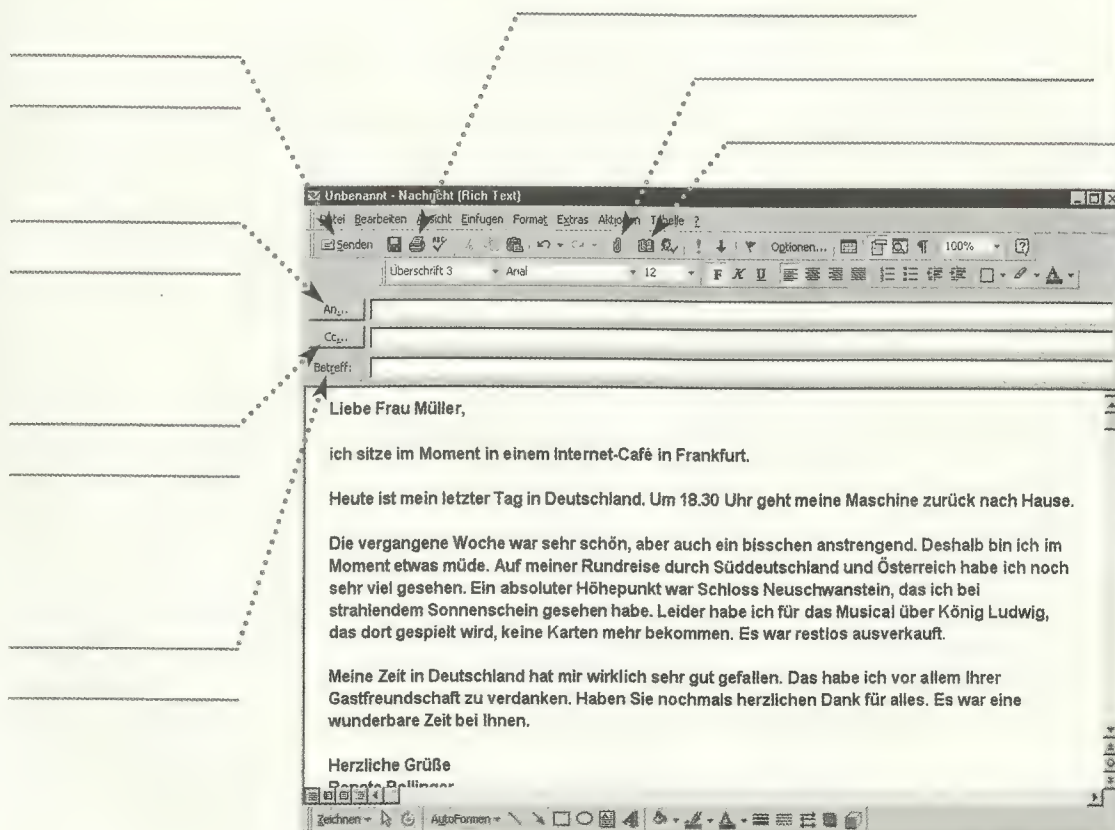 Unbenannt - Nachricht (Rich Text)
Datei Bearbeiten Ansicht Einfügen Format Extras Aktionen Tabelle ?
Senden ABC Optionen... 100%
Überschrift 3 Arial 12 F K U A
An...
Cc...
Betreff:
Liebe Frau Müller,
ich sitze im Moment in einem Internet-Café in Frankfurt.
Heute ist mein letzter Tag in Deutschland. Um 18.30 Uhr geht meine Maschine zurück nach Hause.
Die vergangene Woche war sehr schön, aber auch ein bisschen anstrengend. Deshalb bin ich im
Moment etwas müde. Auf meiner Rundreise durch Süddeutschland und Österreich habe ich noch
sehr viel gesehen. Ein absoluter Höhepunkt war Schloss Neuschwanstein, das ich bei
strahlendem Sonnenschein gesehen habe. Leider habe ich für das Musical über König Ludwig,
das dort gespielt wird, keine Karten mehr bekommen. Es war restlos ausverkauft.
Meine Zeit in Deutschland hat mir wirklich sehr gut gefallen. Das habe ich vor allem Ihrer
Gastfreundschaft zu verdanken. Haben Sie nochmals herzlichen Dank für alles. Es war eine
wunderbare Zeit bei Ihnen.
Herzliche Grüße
Zeichnen AutoFormen A